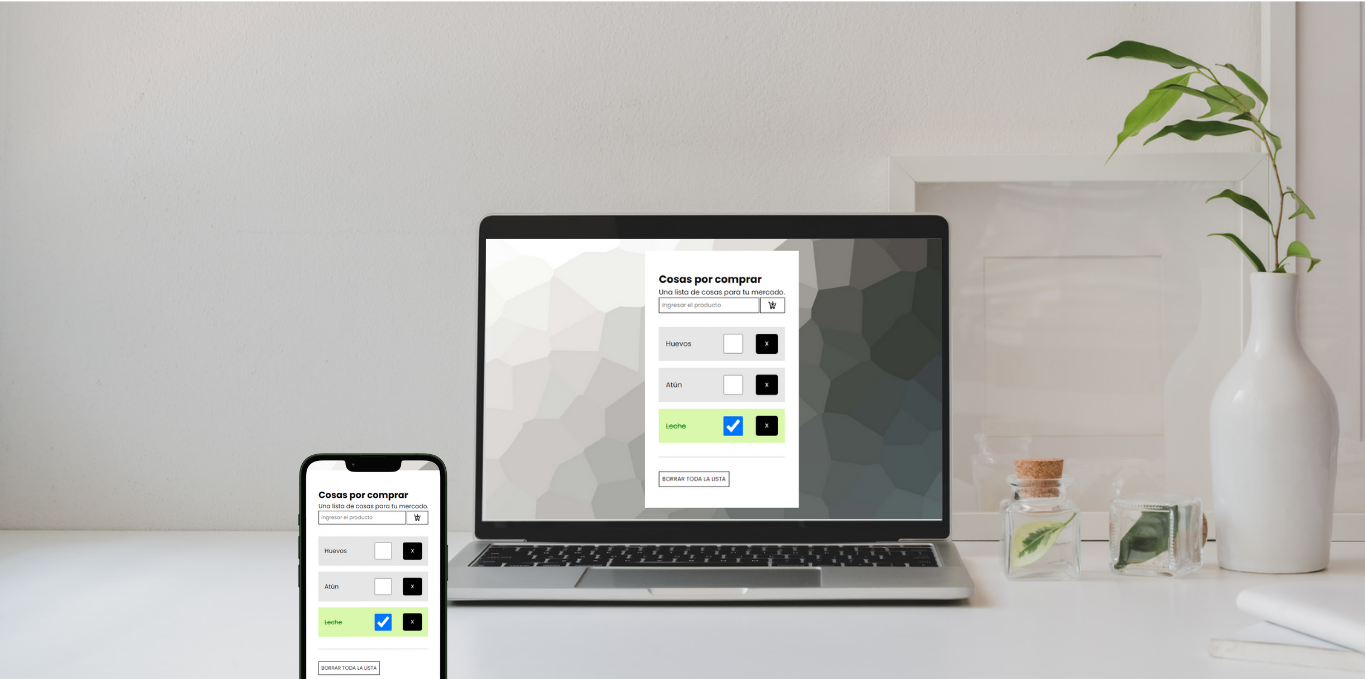 Cosas por comprar
Una lista de cosas para tu mercado.
Ingresar el producto
Huevos
X
Atún
X
Leche
X
BORRAR TODA LA LISTA
Cosas por comprar
Una lista de cosas para tu mercado.
Ingresar el producto
Huevos
X
Atún
X
Leche
X
BORRAR TODA LA LISTA